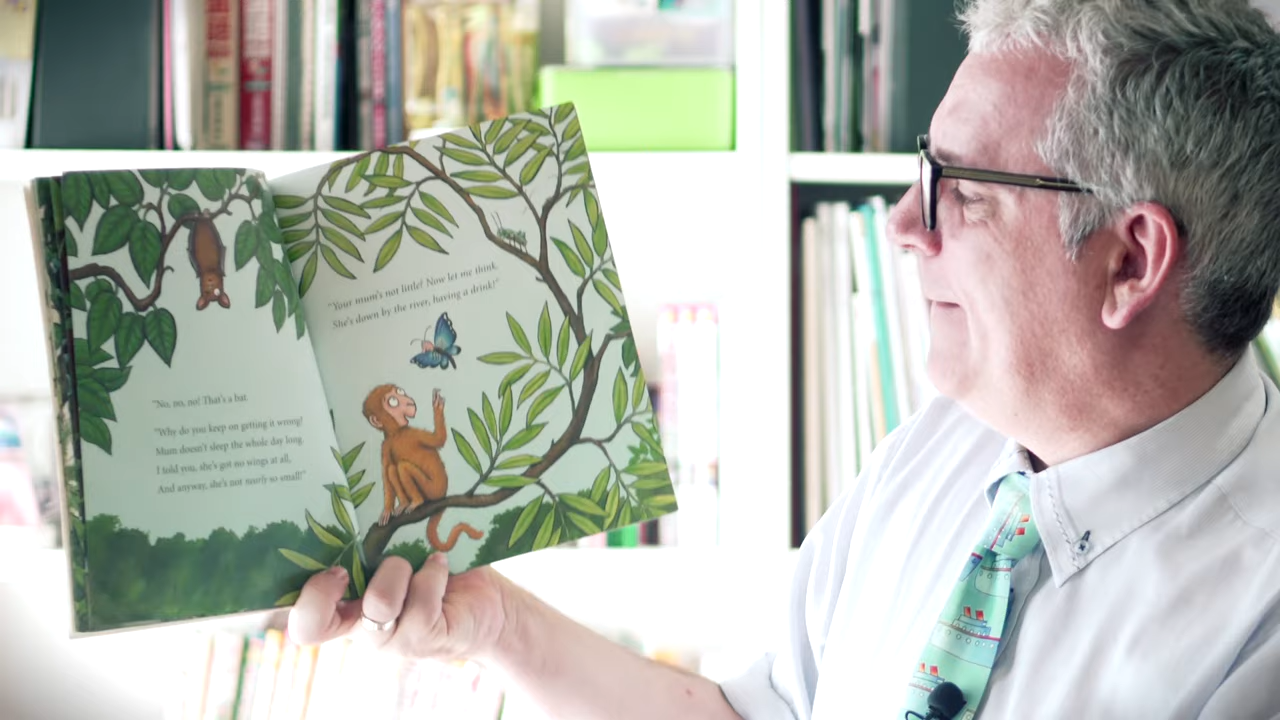 "No, no, no! That's a bat.
"Why do you keep on getting it wrong?
Mum doesn't sleep the whole day long.
I told you, she's got no wings at all,
And anyway, she's not nearly so small!"
"Your mum's not little! Now let me think.
She's down by the river, having a drink!"